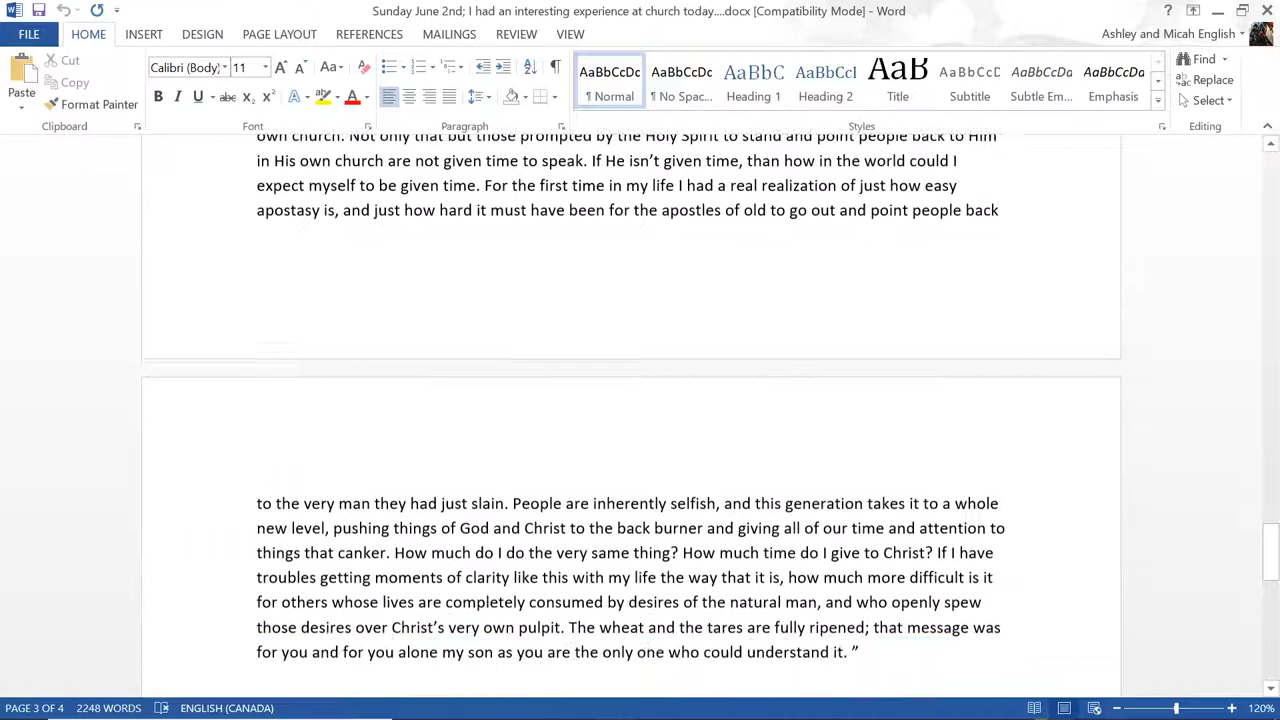 Sunday June 2nd; I had an interesting experience at church today....docx [Compatibility Mode] - Word
FILE HOME INSERT DESIGN PAGE LAYOUT REFERENCES MAILINGS REVIEW VIEW Ashley and Micah English
Paste
Cut
Copy
Format Painter
Clipboard
Calibri (Body) 11
Font
Paragraph
AaBbCcDc AaBbCcDc AaBbC AaBbCcI AaB AaBbCcD AaBbCcDa AaBbCcDa
¶ Normal ¶ No Spac... Heading 1 Heading 2 Title Subtitle Subtle Em... Emphasis
Styles
Find
Replace
Select
Editing
own church. Not only that but those prompted by the Holy Spirit to stand and point people back to Him
in His own church are not given time to speak. If He isn’t given time, than how in the world could I
expect myself to be given time. For the first time in my life I had a real realization of just how easy
apostasy is, and just how hard it must have been for the apostles of old to go out and point people back
to the very man they had just slain. People are inherently selfish, and this generation takes it to a whole
new level, pushing things of God and Christ to the back burner and giving all of our time and attention to
things that canker. How much do I do the very same thing? How much time do I give to Christ? If I have
troubles getting moments of clarity like this with my life the way that it is, how much more difficult is it
for others whose lives are completely consumed by desires of the natural man, and who openly spew
those desires over Christ’s very own pulpit. The wheat and the tares are fully ripened; that message was
for you and for you alone my son as you are the only one who could understand it. ”
PAGE 3 OF 4 2248 WORDS ENGLISH (CANADA) 120%